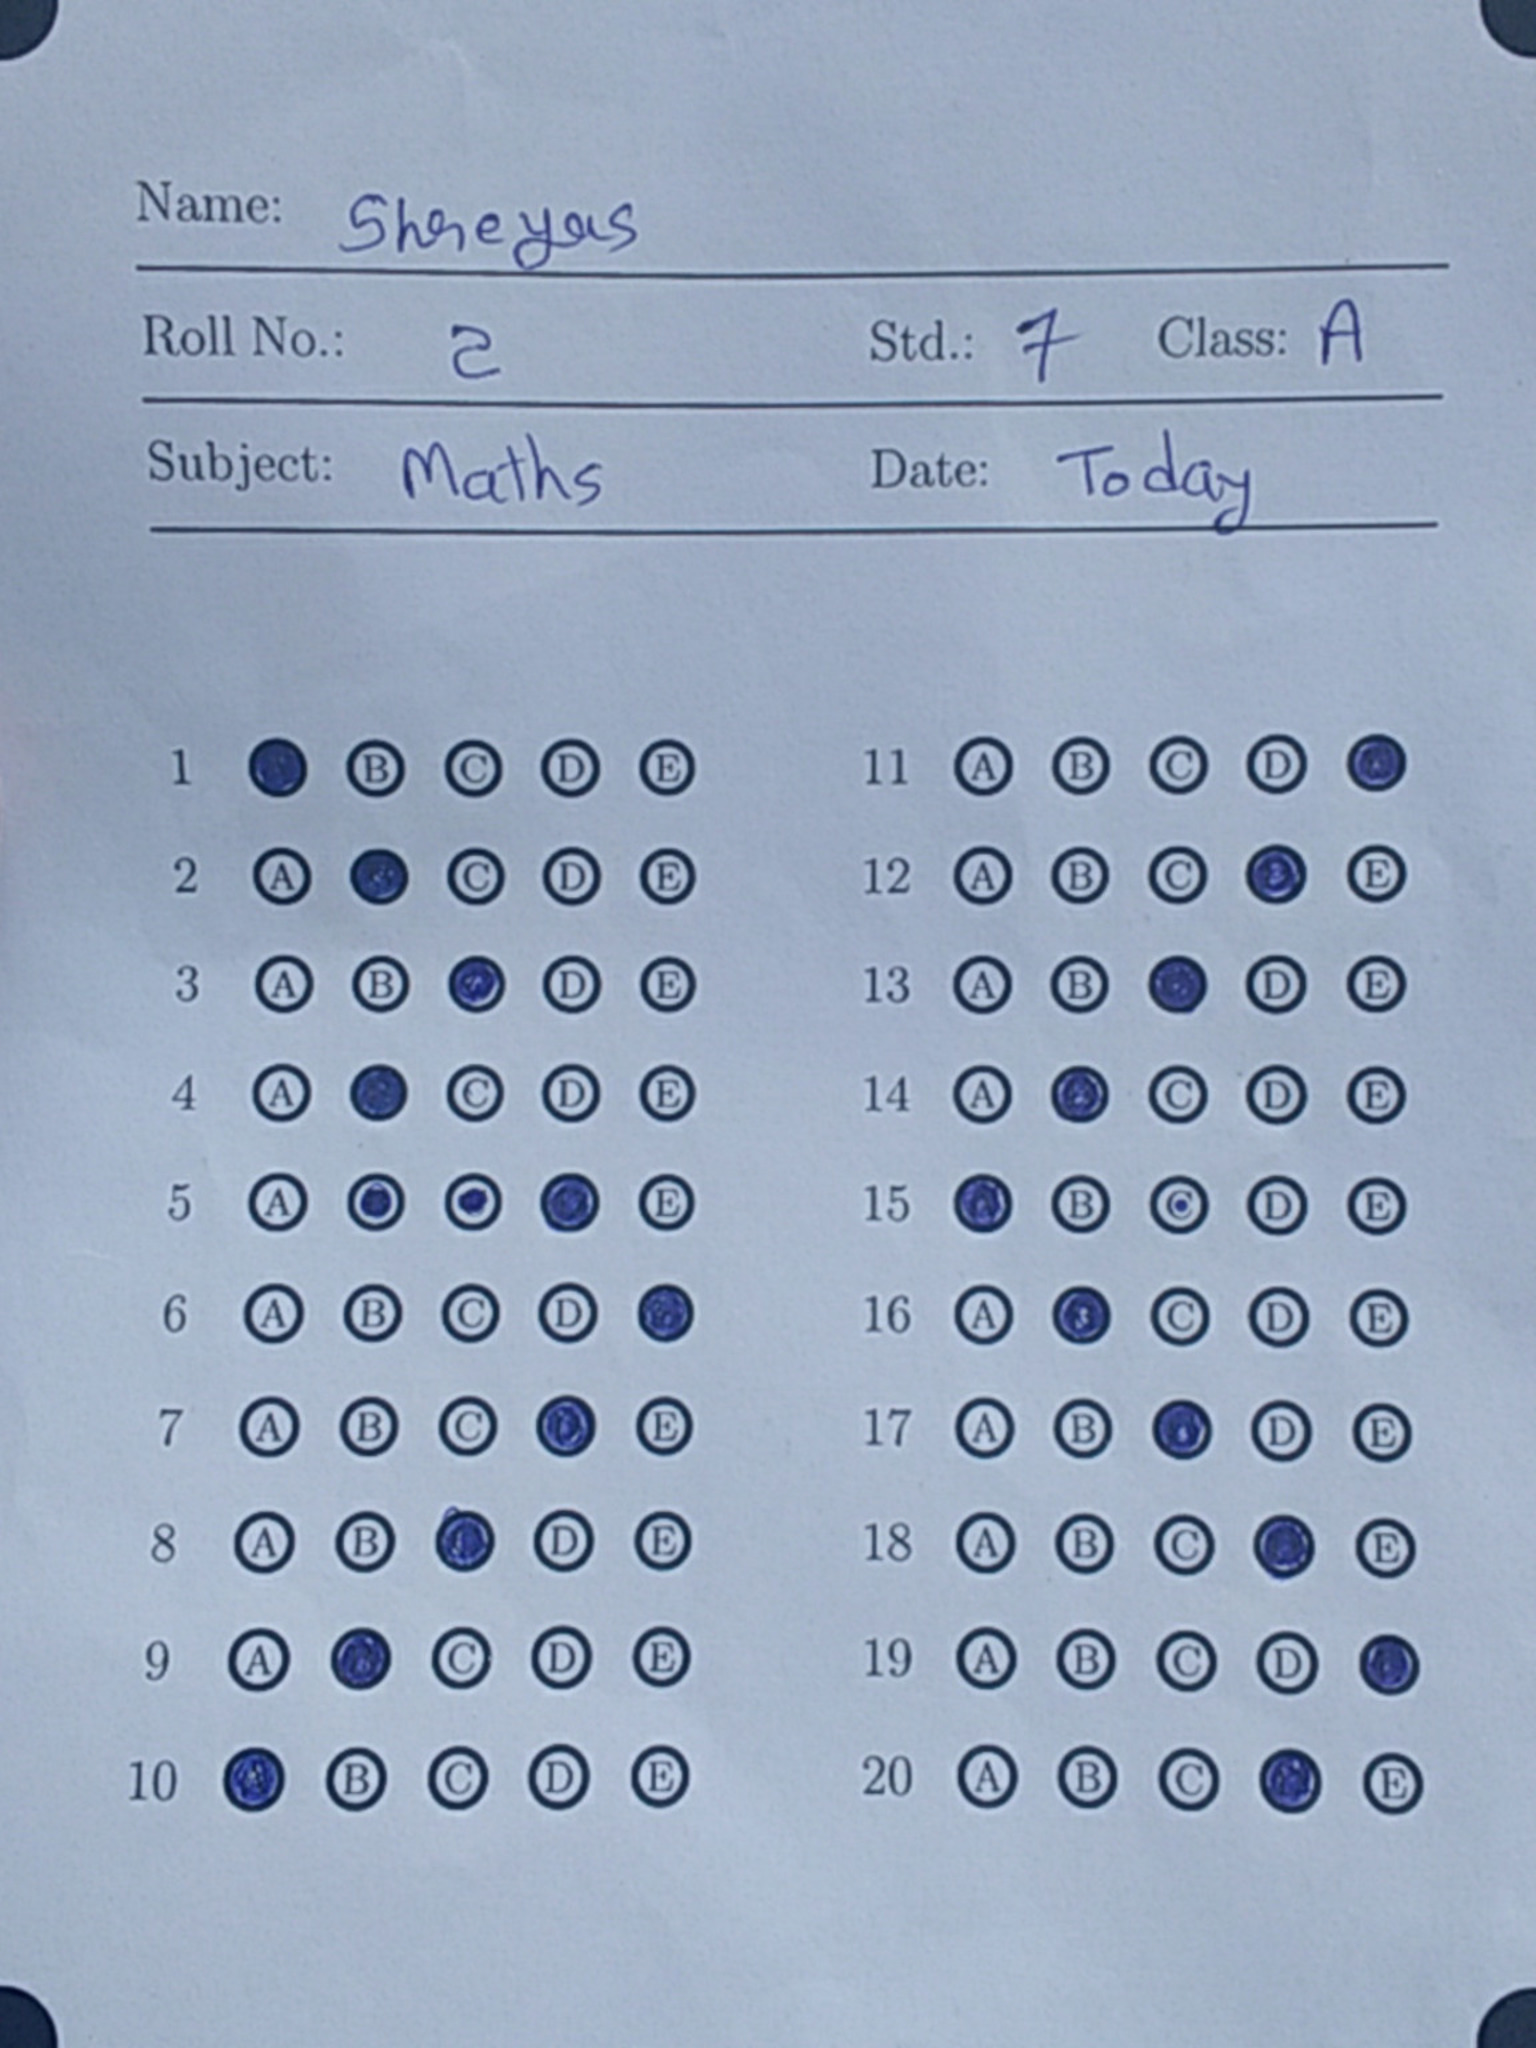 Name: Shreyas
Roll No.: 2 Std.: 7 Class: A
Subject: Maths Date: Today
1 B C D E 11 A B C D
2 A C D E 12 A B C E
3 A B D E 13 A B D E
4 A C D E 14 A C D E
5 A E 15 B C D E
6 A B C D 16 A C D E
7 A B C E 17 A B D E
8 A B D E 18 A B C E
9 A C D E 19 A B C D
10 B C D E 20 A B C E